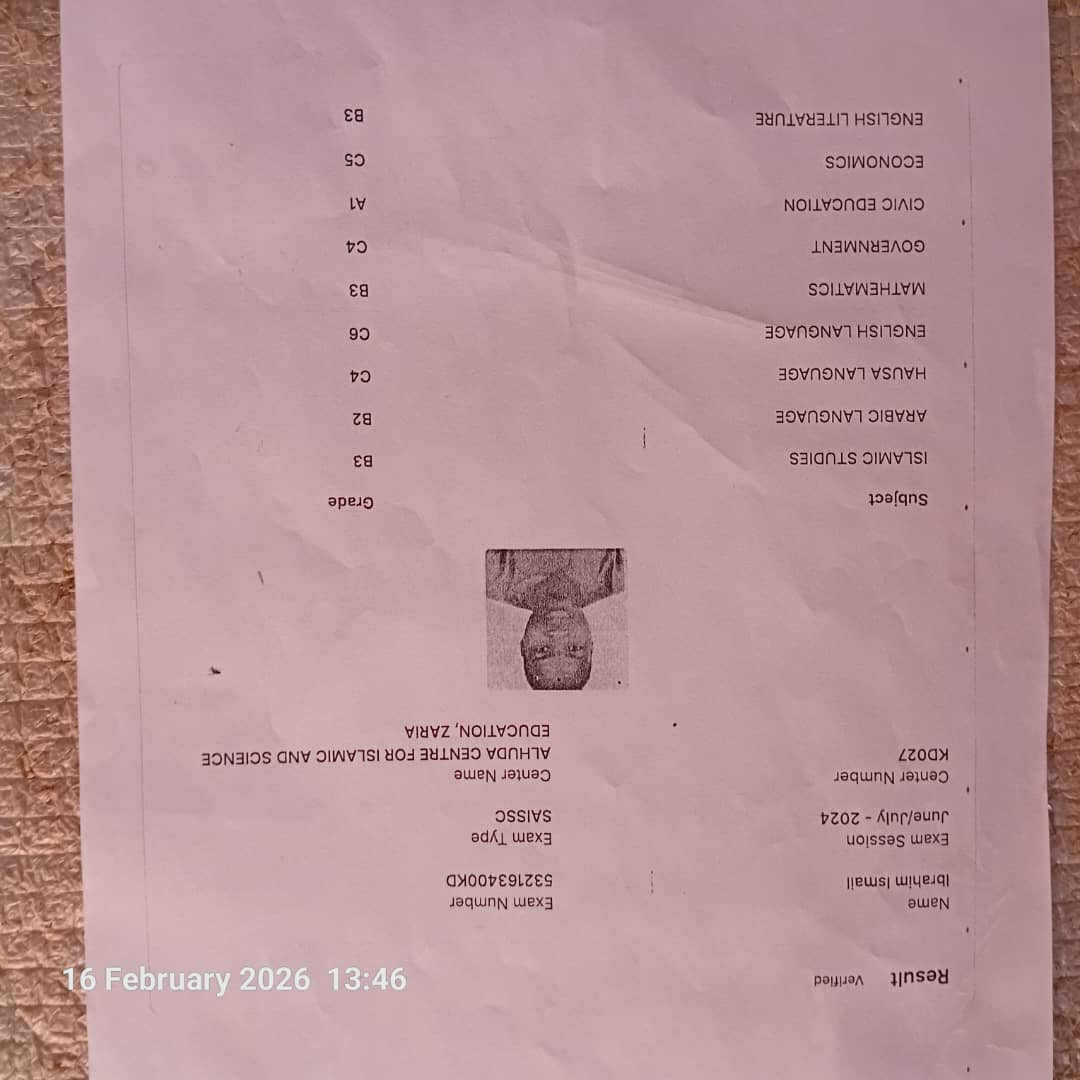 Result Verified
Name
Ibrahim Ismail
Exam Number
532163400KD
Exam Session
June/July - 2024
Exam Type
SAISSC
Center Number
KD027
Center Name
ALHUDA CENTRE FOR ISLAMIC AND SCIENCE
EDUCATION, ZARIA
Subject Grade
ISLAMIC STUDIES B3
ARABIC LANGUAGE B2
HAUSA LANGUAGE C4
ENGLISH LANGUAGE C6
MATHEMATICS B3
GOVERNMENT C4
CIVIC EDUCATION A1
ECONOMICS C5
ENGLISH LITERATURE B3
16 February 2026 13:46